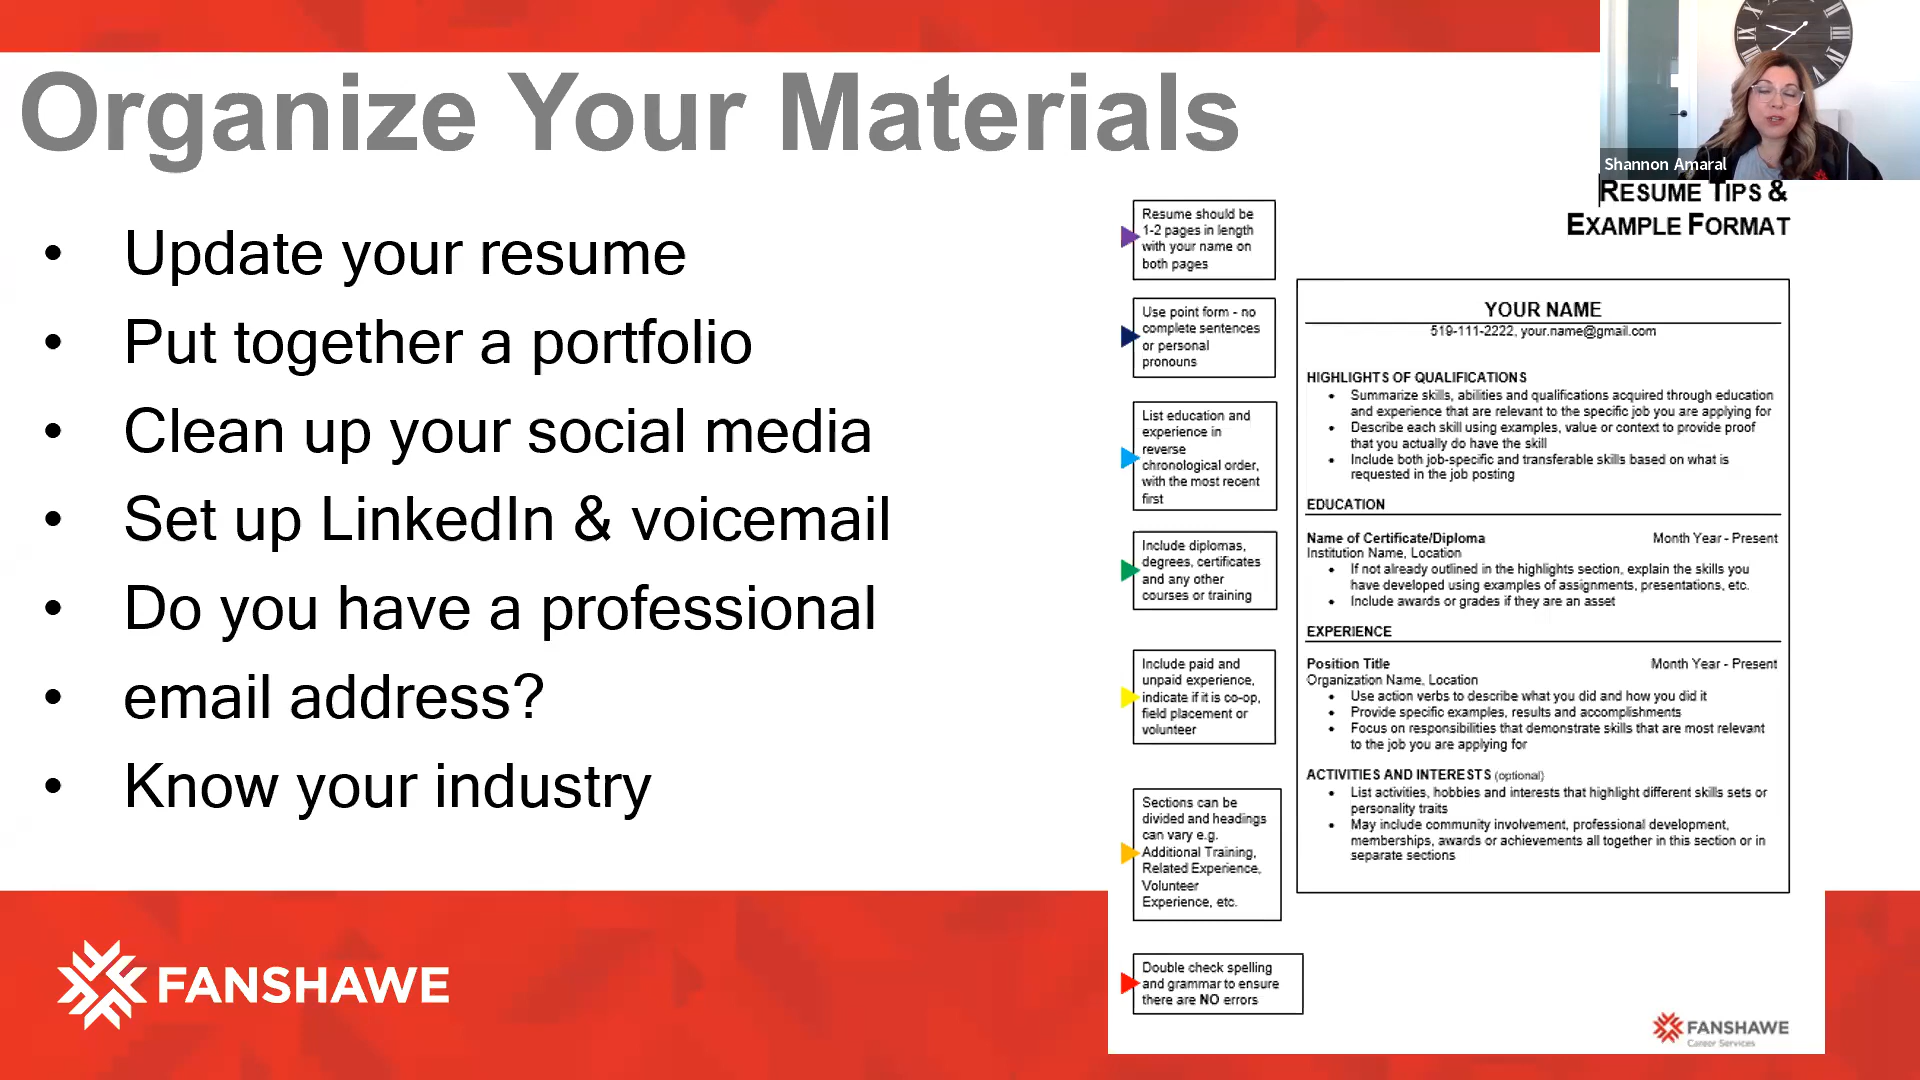 Organize Your Materials
• Update your resume
• Put together a portfolio
• Clean up your social media
• Set up LinkedIn & voicemail
• Do you have a professional
• email address?
• Know your industry
FANSHAWE
Shannon Amaral
RESUME TIPS &
EXAMPLE FORMAT
Resume should be
1-2 pages in length
with your name on
both pages
Use point form - no
complete sentences
or personal
pronouns
List education and
experience in
reverse
chronological order,
with the most recent
first
Include diplomas,
degrees, certificates
and any other
courses or training
Include paid and
unpaid experience,
indicate if it is co-op,
field placement or
volunteer
Sections can be
divided and headings
can vary e.g.
Additional Training,
Related Experience,
Volunteer
Experience, etc.
Double check spelling
and grammar to ensure
there are NO errors
YOUR NAME
519-111-2222, your.name@gmail.com
HIGHLIGHTS OF QUALIFICATIONS
• Summarize skills, abilities and qualifications acquired through education
and experience that are relevant to the specific job you are applying for
• Describe each skill using examples, value or context to provide proof
that you actually do have the skill
• Include both job-specific and transferable skills based on what is
requested in the job posting
EDUCATION
Name of Certificate/Diploma Month Year - Present
Institution Name, Location
• If not already outlined in the highlights section, explain the skills you
have developed using examples of assignments, presentations, etc.
• Include awards or grades if they are an asset
EXPERIENCE
Position Title Month Year - Present
Organization Name, Location
• Use action verbs to describe what you did and how you did it
• Provide specific examples, results and accomplishments
• Focus on responsibilities that demonstrate skills that are most relevant
to the job you are applying for
ACTIVITIES AND INTERESTS (optional)
• List activities, hobbies and interests that highlight different skills sets or
personality traits
• May include community involvement, professional development,
memberships, awards or achievements all together in this section or in
separate sections
FANSHAWE
Career Services